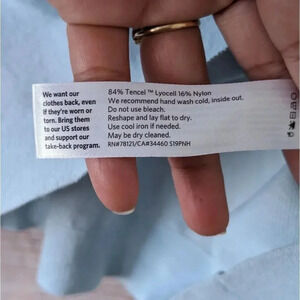 We want our
clothes back, even
if they're worn or
torn. Bring them
to our US stores
and support our
take-back program.
84% Tencel ™ Lyocell 16% Nylon
We recommend hand wash cold, inside out.
Do not use bleach.
Reshape and lay flat to dry.
Use cool iron if needed.
May be dry cleaned.
RN#78121/CA#34460 S19PNH